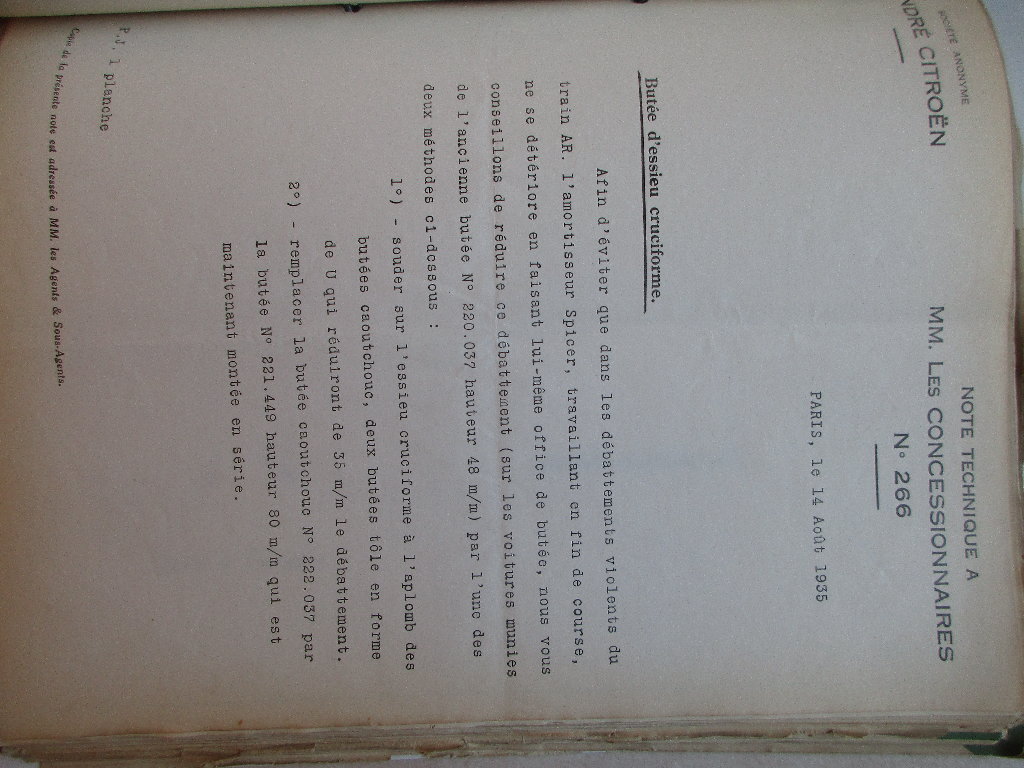 SOCIÉTÉ ANONYME
NDRÉ CITROËN
NOTE TECHNIQUE A
MM. LES CONCESSIONNAIRES
N° 266
PARIS, le 14 Août 1935
Butée d'essieu cruciforme.
Afin d'éviter que dans les débattements violents du
train AR. l'amortisseur Spicer, travaillant en fin de course,
ne se détériore en faisant lui-même office de butée, nous vous
conseillons de réduire ce débattement (sur les voitures munies
de l'ancienne butée N° 220.037 hauteur 48 m/m) par l'une des
deux méthodes ci-dessous :
1°) - souder sur l'essieu cruciforme à l'aplomb des
butées caoutchouc, deux butées tôle en forme
de U qui réduiront de 35 m/m le débattement.
2°) - remplacer la butée caoutchouc N° 222.037 par
la butée N° 221.449 hauteur 80 m/m qui est
maintenant montée en série.
P.J. 1 planche
Copie de la présente note est adressée à MM. les Agents & Sous-Agents.